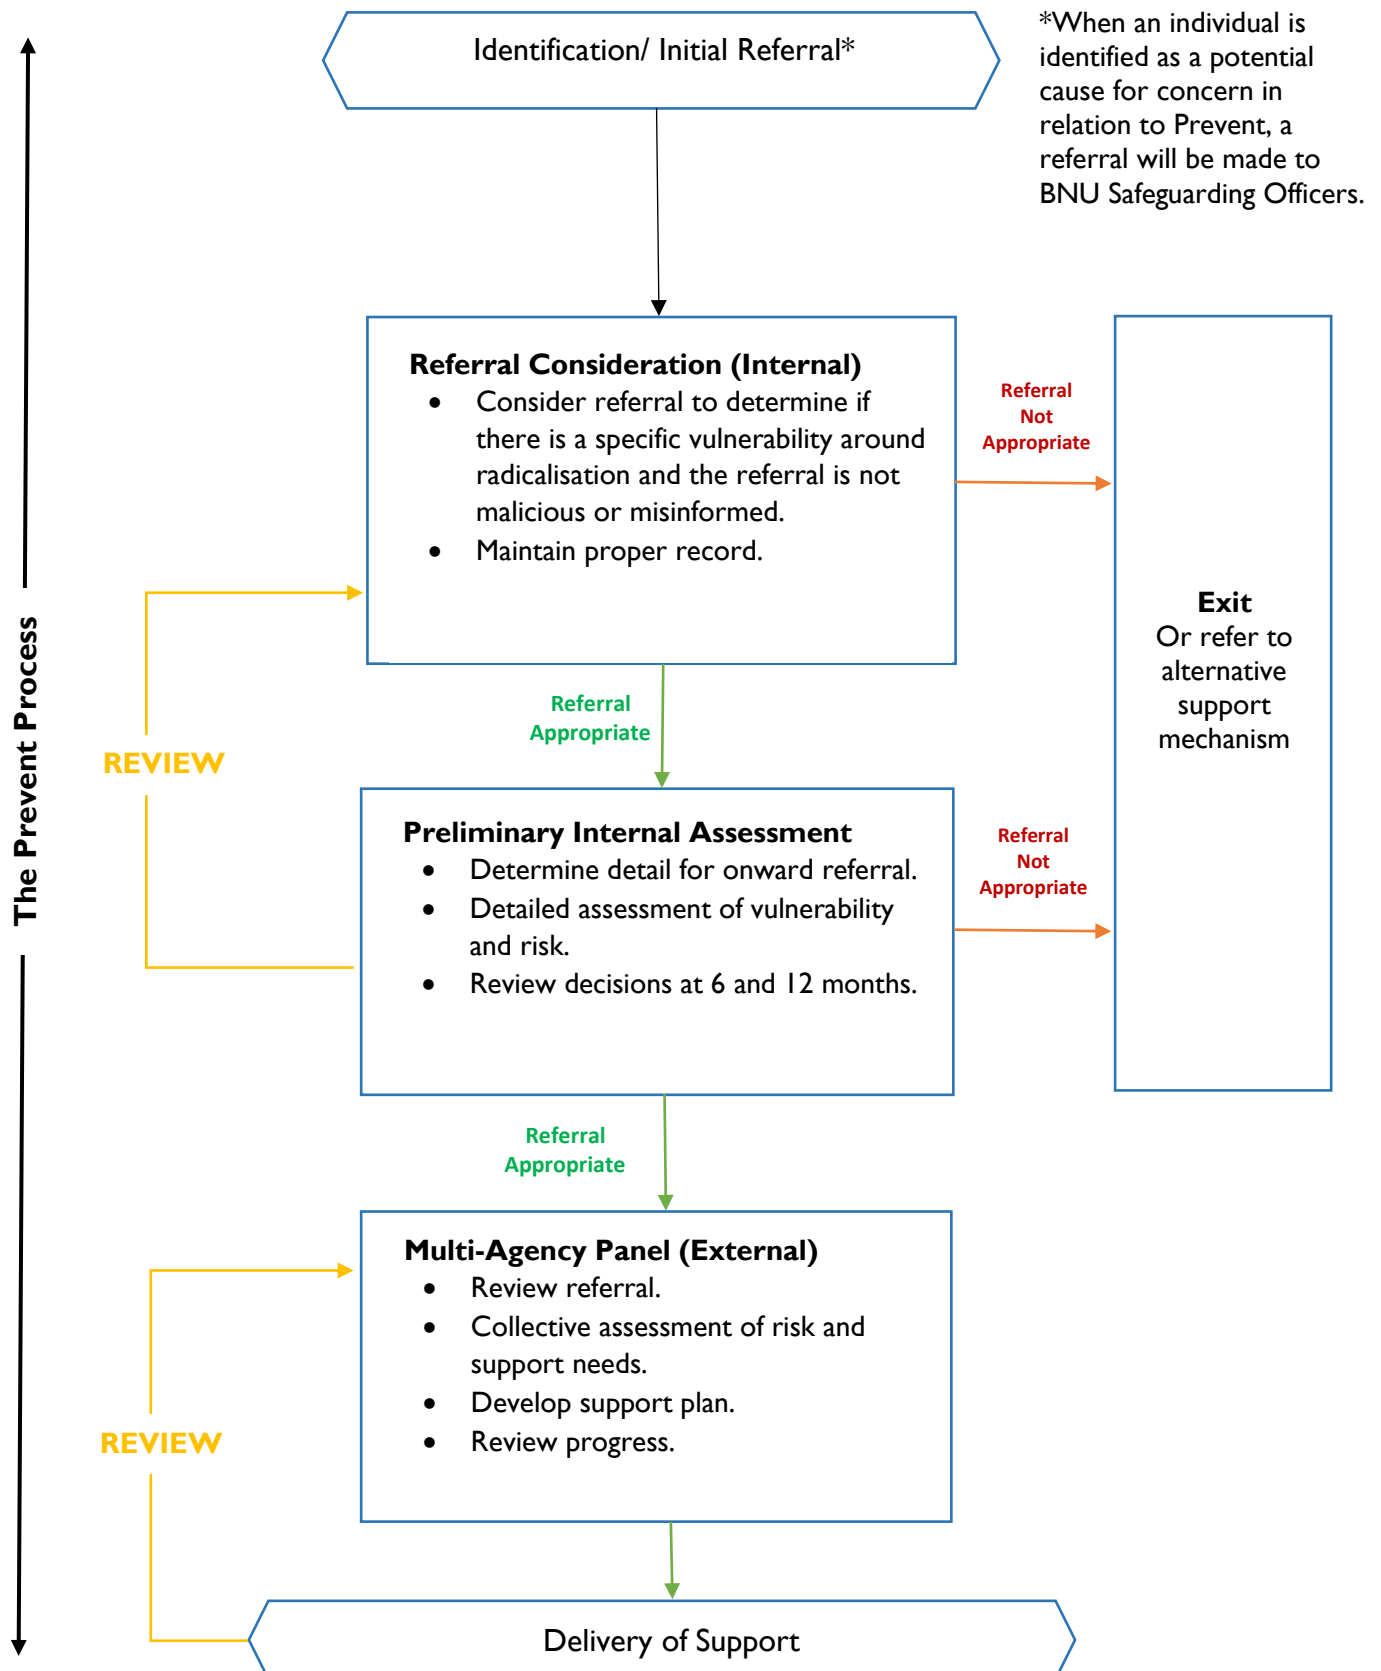 Identification/ Initial Referral*
*When an individual is
identified as a potential
cause for concern in
relation to Prevent, a
referral will be made to
BNU Safeguarding Officers.
The Prevent Process
Referral Consideration (Internal)
• Consider referral to determine if
there is a specific vulnerability around
radicalisation and the referral is not
malicious or misinformed.
• Maintain proper record.
Referral
Not
Appropriate
Exit
Or refer to
alternative
support
mechanism
Referral
Appropriate
REVIEW
Preliminary Internal Assessment
• Determine detail for onward referral.
• Detailed assessment of vulnerability
and risk.
• Review decisions at 6 and 12 months.
Referral
Not
Appropriate
Referral
Appropriate
Multi-Agency Panel (External)
• Review referral.
• Collective assessment of risk and
support needs.
• Develop support plan.
• Review progress.
REVIEW
Delivery of Support